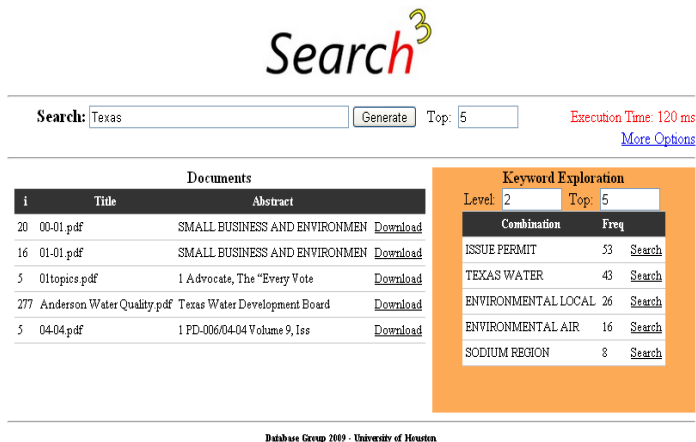 Search3
Search: Texas Generate Top: 5 Execution Time: 120 ms
More Options
Documents
i Title Abstract
20 00-01.pdf SMALL BUSINESS AND ENVIRONMEN Download
16 01-01.pdf SMALL BUSINESS AND ENVIRONMEN Download
5 01topics.pdf 1 Advocate, The “Every Vote Download
277 Anderson Water Quality.pdf Texas Water Development Board Download
5 04-04.pdf 1 PD-006/04-04 Volume 9, Iss Download
Keyword Exploration
Level: 2 Top: 5
Combination Freq
ISSUE PERMIT 53 Search
TEXAS WATER 43 Search
ENVIRONMENTAL LOCAL 26 Search
ENVIRONMENTAL AIR 16 Search
SODIUM REGION 8 Search
Database Group 2009 - University of Houston